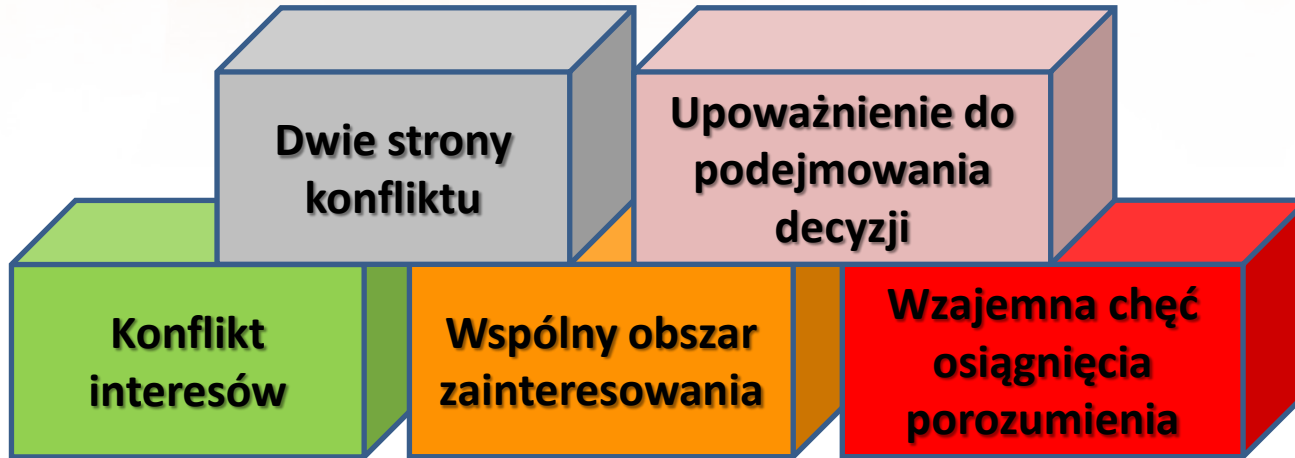 Dwie strony
konfliktu
Upoważnienie do
podejmowania
decyzji
Konflikt
interesów
Wspólny obszar
zainteresowania
Wzajemna chęć
osiągnięcia
porozumienia